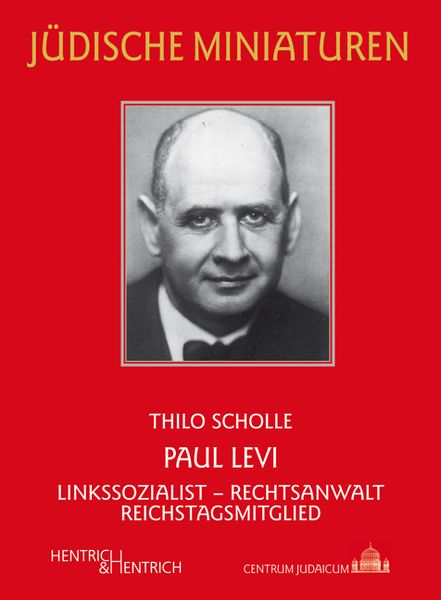 JÜDISCHE MINIATUREN
THILO SCHOLLE
PAUL LEVI
LINKSSOZIALIST – RECHTSANWALT
REICHSTAGSMITGLIED
HENTRICH
&HENTRICH
CENTRUM JUDAICUM